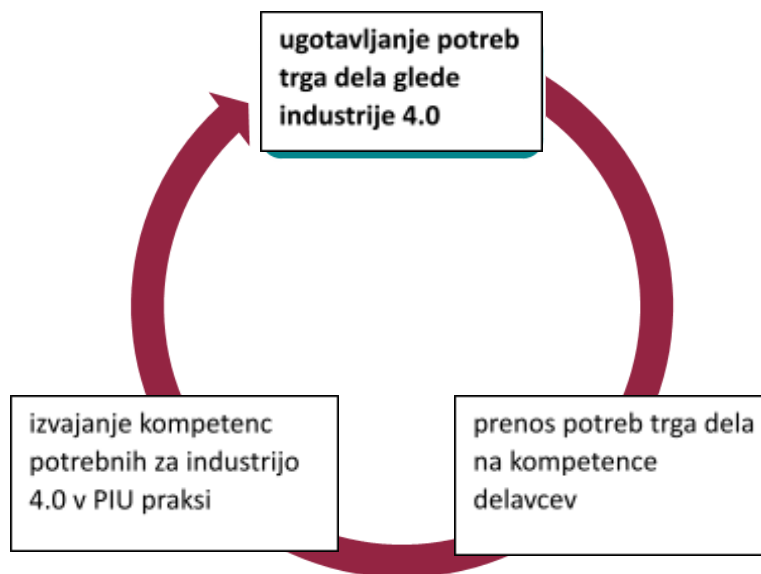 ugotavljanje potreb
trga dela glede
industrije 4.0
izvajanje kompetenc
potrebnih za industrijo
4.0 v PIU praksi
prenos potreb trga dela
na kompetence
delavcev